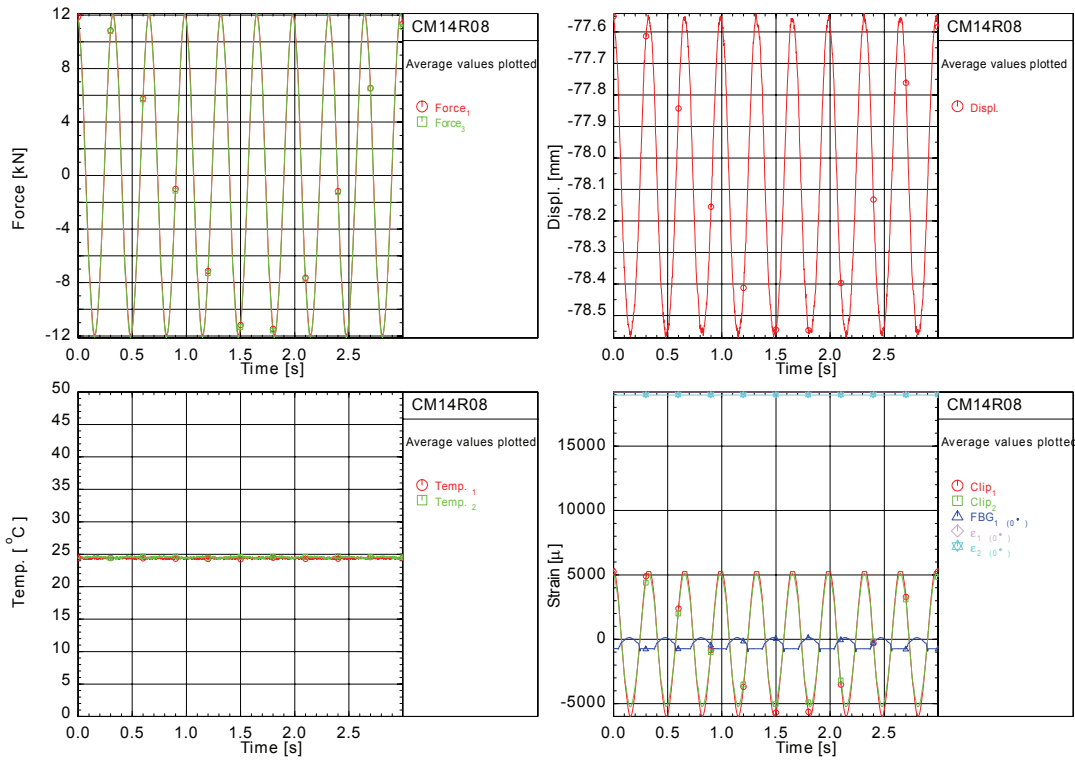 CM14R08
Average values plotted
Force1
Force3
12
8
4
0
-4
-8
-12
Force [kN]
0.0 0.5 1.0 1.5 2.0 2.5
Time [s]
CM14R08
Average values plotted
Displ.
-77.6
-77.7
-77.8
-77.9
-78.0
-78.1
-78.2
-78.3
-78.4
-78.5
Displ. [mm]
0.0 0.5 1.0 1.5 2.0 2.5
Time [s]
CM14R08
Average values plotted
Temp. 1
Temp. 2
50
45
40
35
30
25
20
15
10
5
0
Temp. [ °C]
0.0 0.5 1.0 1.5 2.0 2.5
Time [s]
CM14R08
Average values plotted
Clip1
Clip2
FBG1 (0°)
ε1 (0°)
ε2 (0°)
15000
10000
5000
0
-5000
Strain [μ]
0.0 0.5 1.0 1.5 2.0 2.5
Time [s]